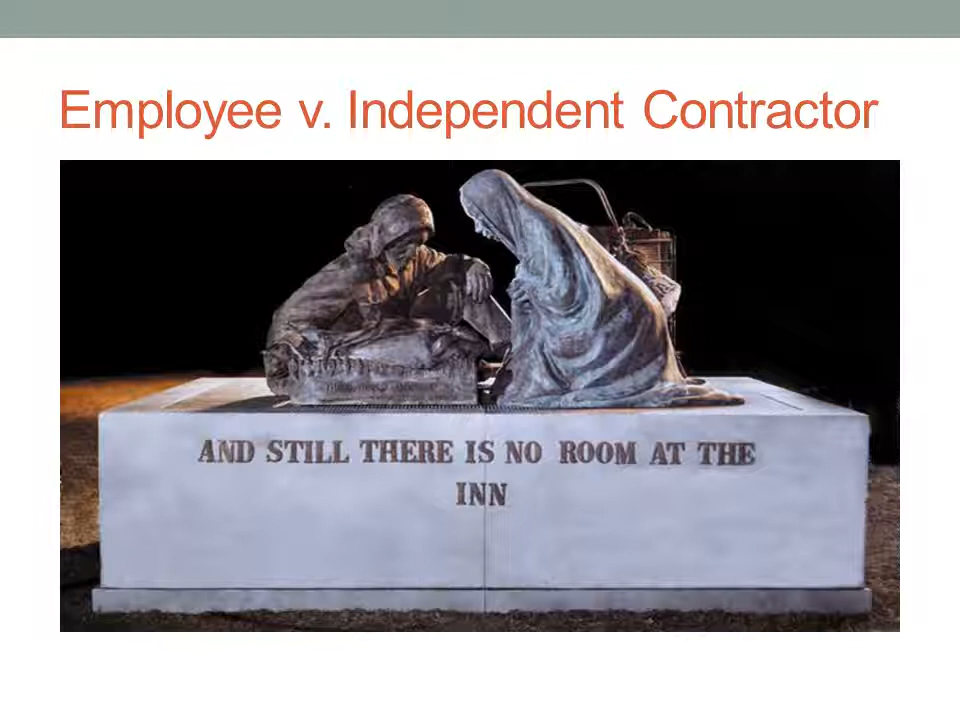 Employee v. Independent Contractor
AND STILL THERE IS NO ROOM AT THE
INN